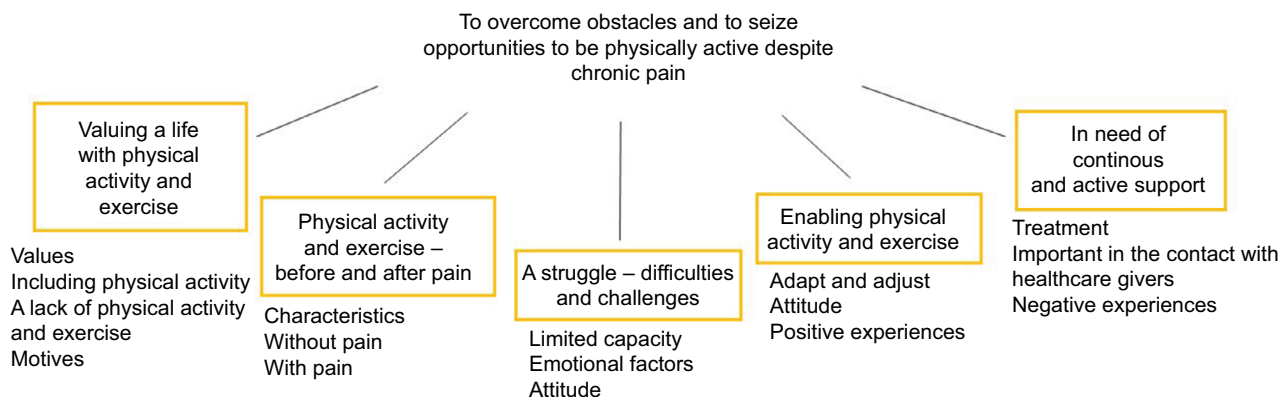 To overcome obstacles and to seize
opportunities to be physically active despite
chronic pain
Valuing a life
with physical
activity and
exercise
Values
Including physical activity
A lack of physical activity
and exercise
Motives
Physical activity
and exercise –
before and after pain
Characteristics
Without pain
With pain
A struggle – difficulties
and challenges
Limited capacity
Emotional factors
Attitude
Enabling physical
activity and exercise
Adapt and adjust
Attitude
Positive experiences
In need of
continous
and active support
Treatment
Important in the contact with
healthcare givers
Negative experiences